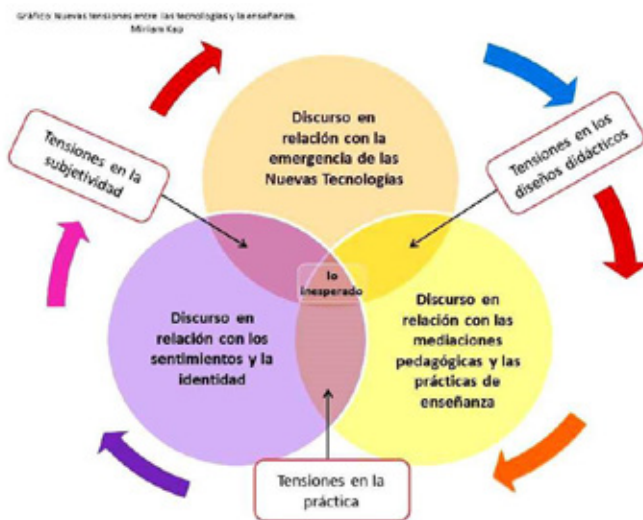 Gráfico: Nuevas tensiones entre las tecnologías y la enseñanza.
Miriam Kap
Discurso en
relación con la
emergencia de las
Nuevas Tecnologías
Tensiones en la
subjetividad
Tensiones en los
diseños didácticos
lo
inesperado
Discurso en
relación con los
sentimientos y la
identidad
Discurso en
relación con las
mediaciones
pedagógicas y las
prácticas de
enseñanza
Tensiones en la
práctica